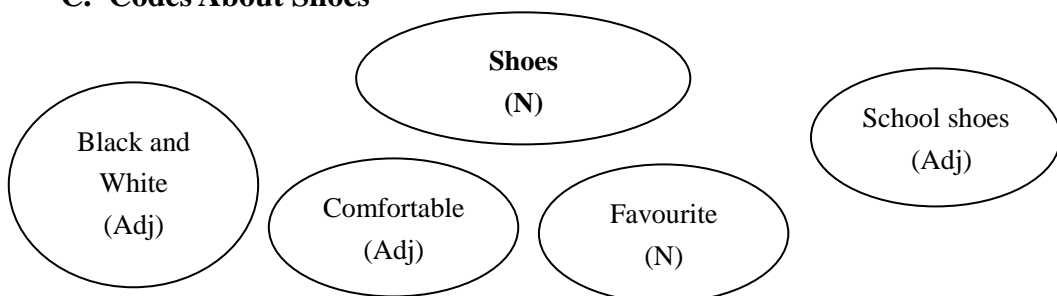 C. Codes About Shoes
Shoes
(N)
Black and
White
(Adj)
Comfortable
(Adj)
Favourite
(N)
School shoes
(Adj)